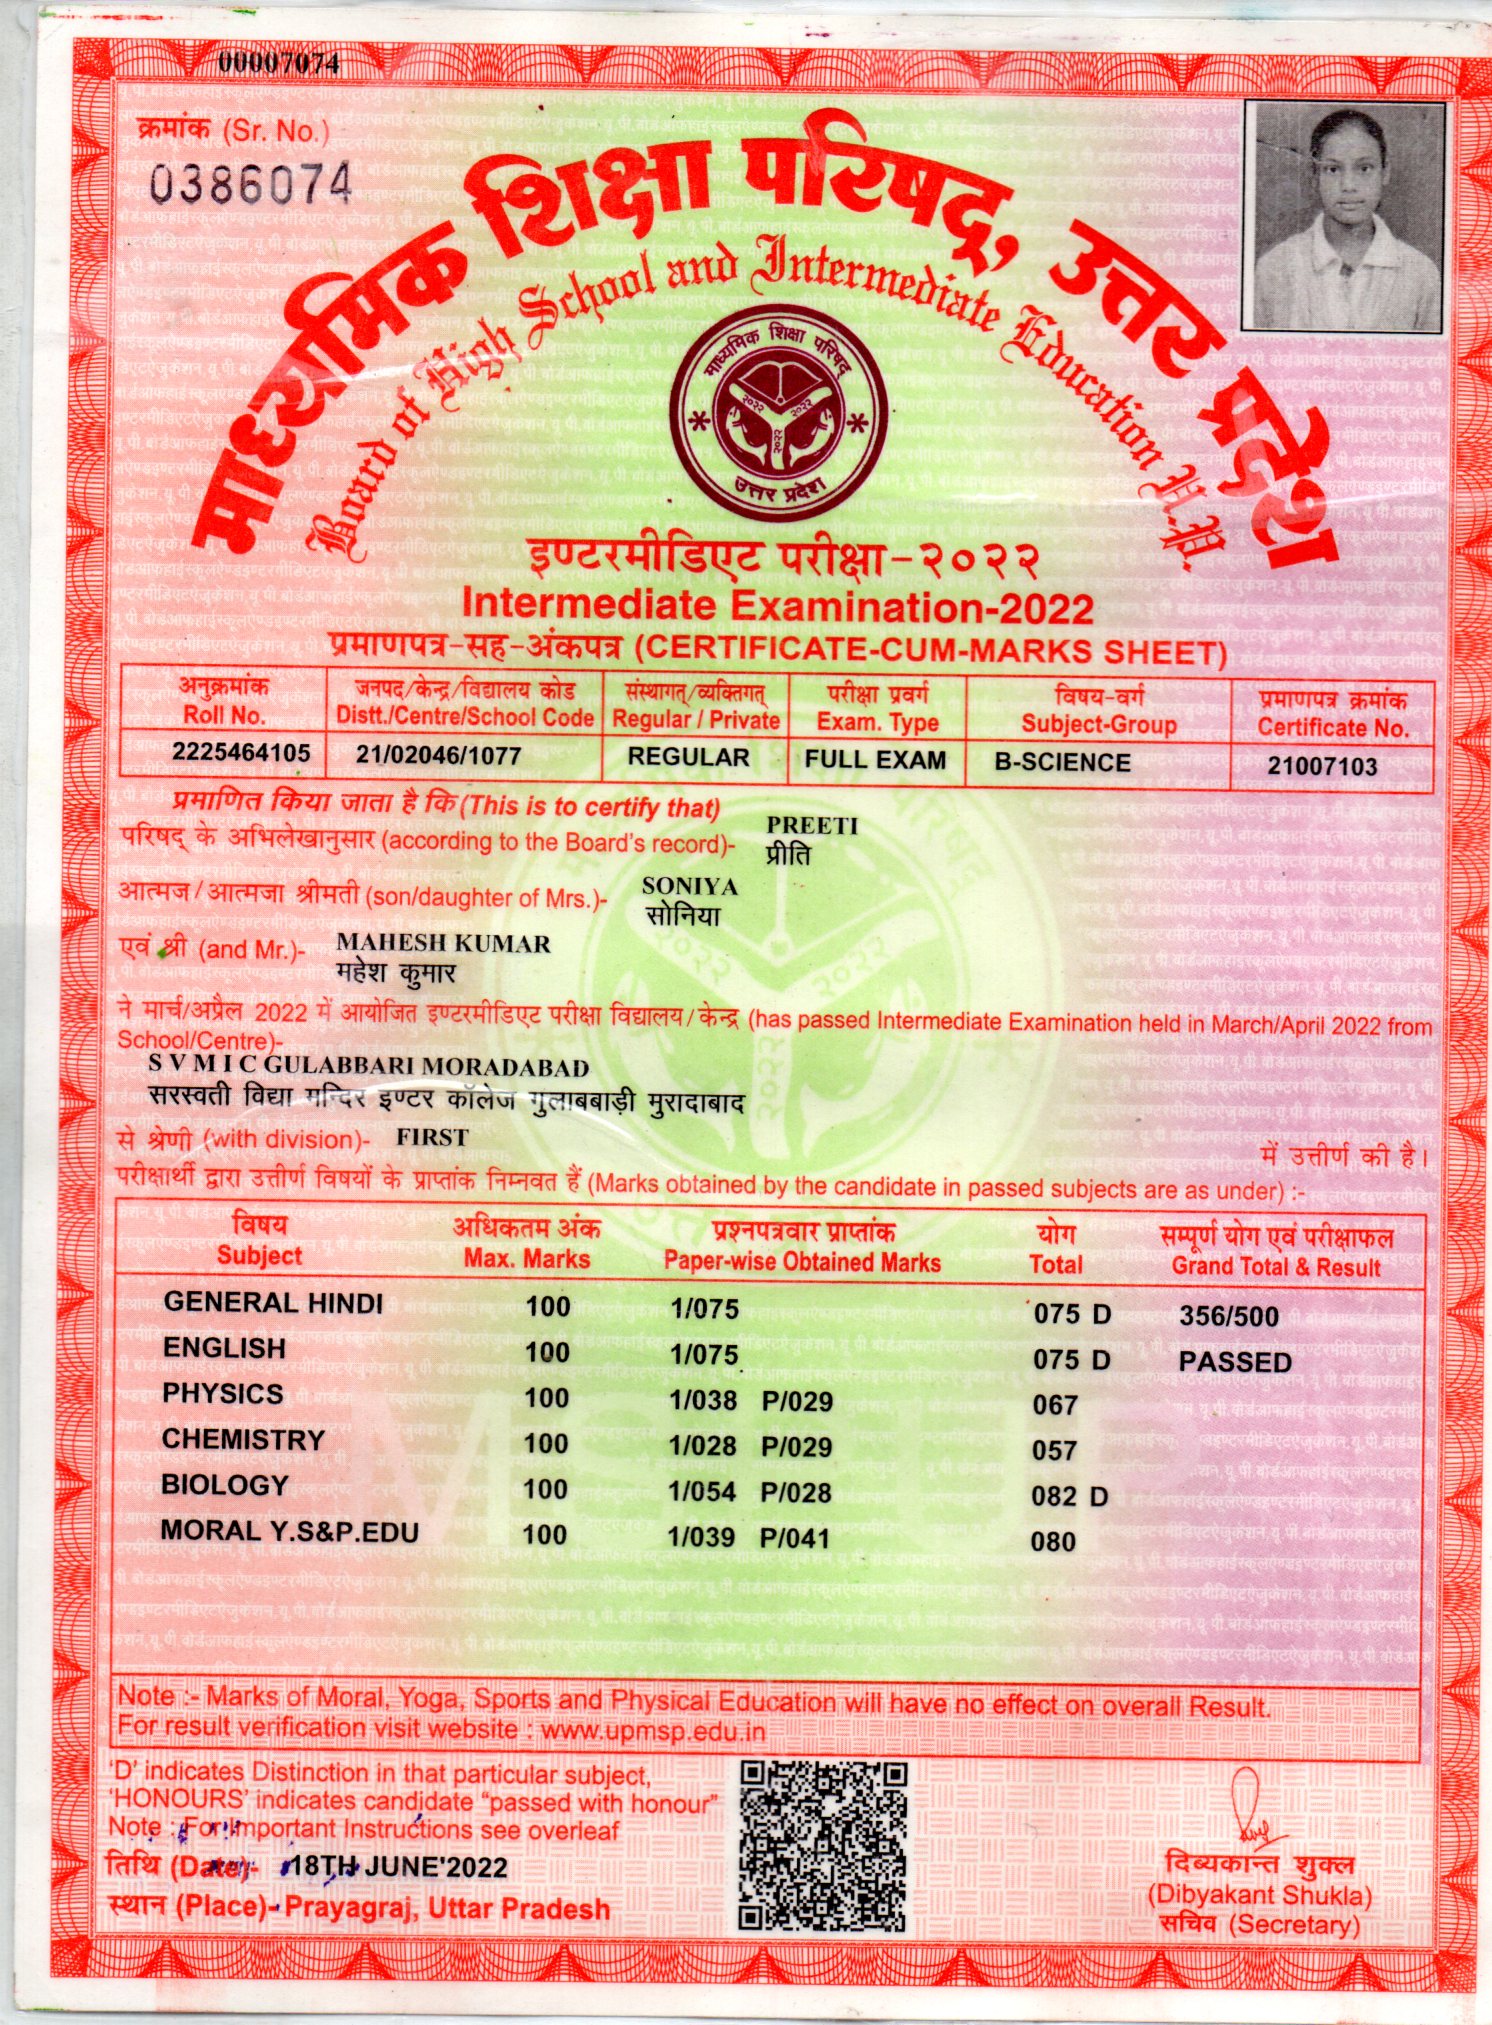 00007074
क्रमांक (Sr. No.)
0386074
माध्यमिक शिक्षा परिषद्, उत्तर प्रदेश
Board of High School and Intermediate Education U.P.
माध्यमिक शिक्षा परिषद्
२०२२ २०२२
२०२२
उत्तर प्रदेश
इण्टरमीडिएट परीक्षा-२०२२
Intermediate Examination-2022
प्रमाणपत्र-सह-अंकपत्र (CERTIFICATE-CUM-MARKS SHEET)
अनुक्रमांक जनपद/केन्द्र/विद्यालय कोड संस्थागत्/व्यक्तिगत् परीक्षा प्रवर्ग विषय-वर्ग प्रमाणपत्र क्रमांक
Roll No. Distt./Centre/School Code Regular / Private Exam. Type Subject-Group Certificate No.
2225464105 21/02046/1077 REGULAR FULL EXAM B-SCIENCE 21007103
प्रमाणित किया जाता है कि (This is to certify that)
परिषद् के अभिलेखानुसार (according to the Board's record)- PREETI
प्रीति
आत्मज/आत्मजा श्रीमती (son/daughter of Mrs.)- SONIYA
सोनिया
एवं श्री (and Mr.)- MAHESH KUMAR
महेश कुमार
ने मार्च/अप्रैल 2022 में आयोजित इण्टरमीडिएट परीक्षा विद्यालय/केन्द्र (has passed Intermediate Examination held in March/April 2022 from
School/Centre)-
S V M I C GULABBARI MORADABAD
सरस्वती विद्या मन्दिर इण्टर कॉलेज गुलाबबाड़ी मुरादाबाद
से श्रेणी (with division)- FIRST में उत्तीर्ण की है।
परीक्षार्थी द्वारा उत्तीर्ण विषयों के प्राप्तांक निम्नवत हैं (Marks obtained by the candidate in passed subjects are as under) :-
विषय अधिकतम अंक प्रश्नपत्रवार प्राप्तांक योग सम्पूर्ण योग एवं परीक्षाफल
Subject Max. Marks Paper-wise Obtained Marks Total Grand Total & Result
GENERAL HINDI 100 1/075 075 D 356/500
ENGLISH 100 1/075 075 D PASSED
PHYSICS 100 1/038 P/029 067
CHEMISTRY 100 1/028 P/029 057
BIOLOGY 100 1/054 P/028 082 D
MORAL Y.S&P.EDU 100 1/039 P/041 080
Note :- Marks of Moral, Yoga, Sports and Physical Education will have no effect on overall Result.
For result verification visit website : www.upmsp.edu.in
'D' indicates Distinction in that particular subject,
'HONOURS' indicates candidate "passed with honour"
Note : For Important Instructions see overleaf
तिथि (Date)- 18TH JUNE'2022
स्थान (Place)- Prayagraj, Uttar Pradesh
दिब्यकान्त शुक्ल
(Dibyakant Shukla)
सचिव (Secretary)